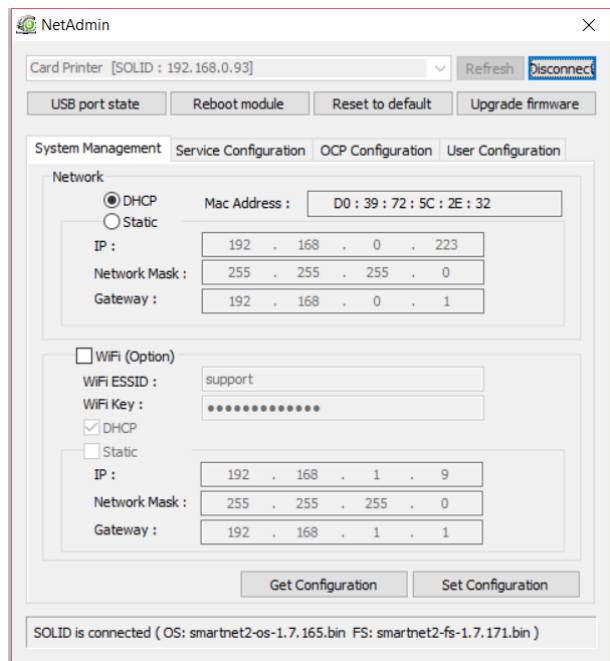 NetAdmin
Card Printer [SOLID : 192.168.0.93] Refresh Disconnect
USB port state Reboot module Reset to default Upgrade firmware
System Management Service Configuration OCP Configuration User Configuration
Network
DHCP Mac Address : D0 : 39 : 72 : 5C : 2E : 32
Static
IP : 192 . 168 . 0 . 223
Network Mask : 255 . 255 . 255 . 0
Gateway : 192 . 168 . 0 . 1
WiFi (Option)
WiFi ESSID : support
WiFi Key : •••••••••••••
DHCP
Static
IP : 192 . 168 . 1 . 9
Network Mask : 255 . 255 . 255 . 0
Gateway : 192 . 168 . 1 . 1
Get Configuration Set Configuration
SOLID is connected ( OS: smartnet2-os-1.7.165.bin FS: smartnet2-fs-1.7.171.bin )